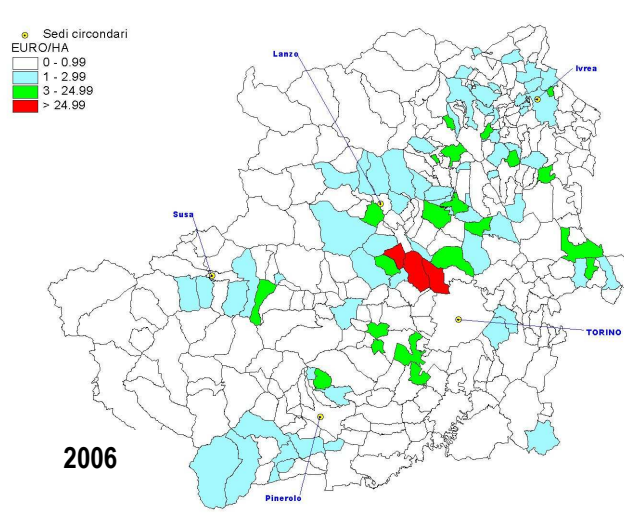 Sedi circondari
EURO/HA
0 - 0.99
1 - 2.99
3 - 24.99
> 24.99
Lanzo
Ivrea
Susa
TORINO
2006
Pinerolo